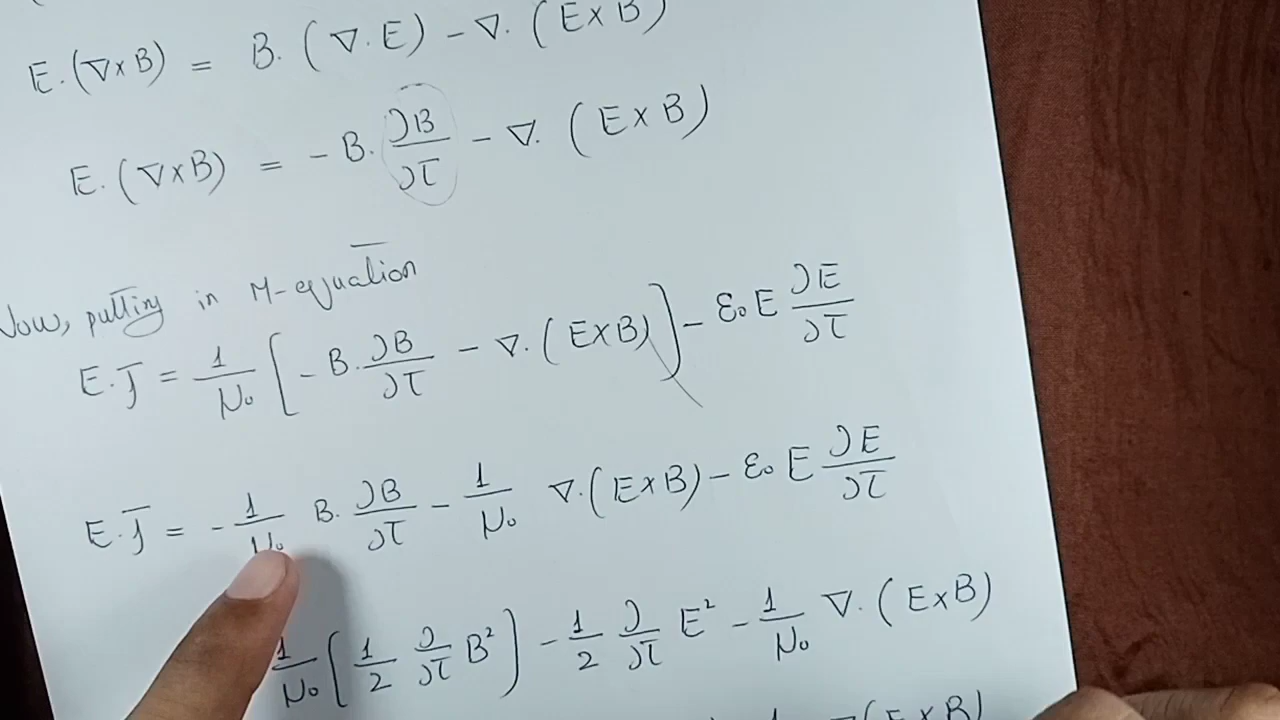 E.(∇×B) = B.(∇.E) - ∇.(E×B)
E.(∇×B) = -B.∂B/∂t - ∇.(E×B)
Now, putting in M-equation
E.J = 1/μ₀ [-B.∂B/∂t - ∇.(E×B)] - ε₀E ∂E/∂t
E.J = -1/μ₀ B.∂B/∂t - 1/μ₀ ∇.(E×B) - ε₀ E ∂E/∂t
1/μ₀ [1/2 ∂/∂t B²] - 1/2 ∂/∂t E² - 1/μ₀ ∇.(E×B)
(E×B)